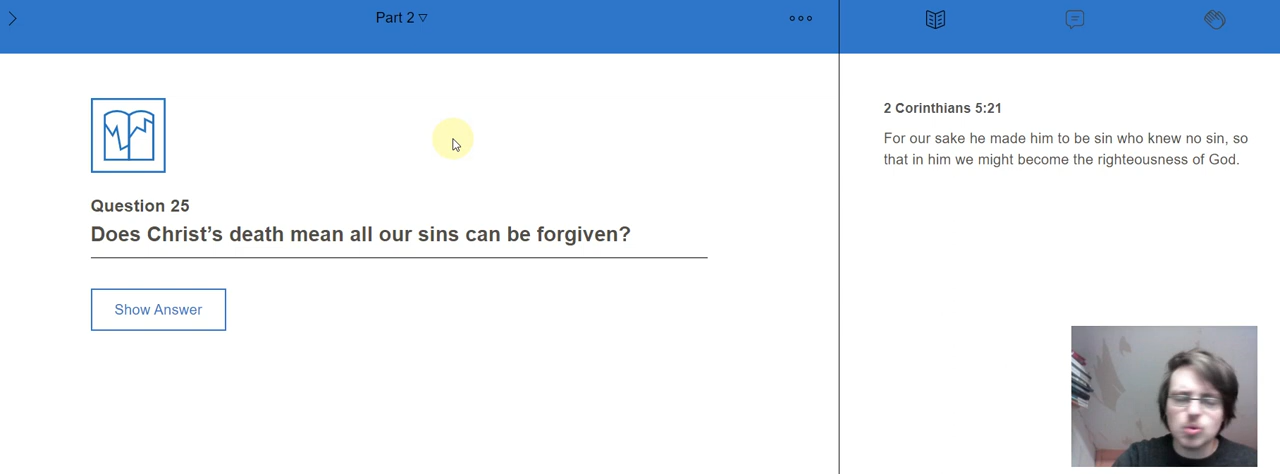 Part 2 ▽
Question 25
Does Christ’s death mean all our sins can be forgiven?
Show Answer
2 Corinthians 5:21
For our sake he made him to be sin who knew no sin, so
that in him we might become the righteousness of God.